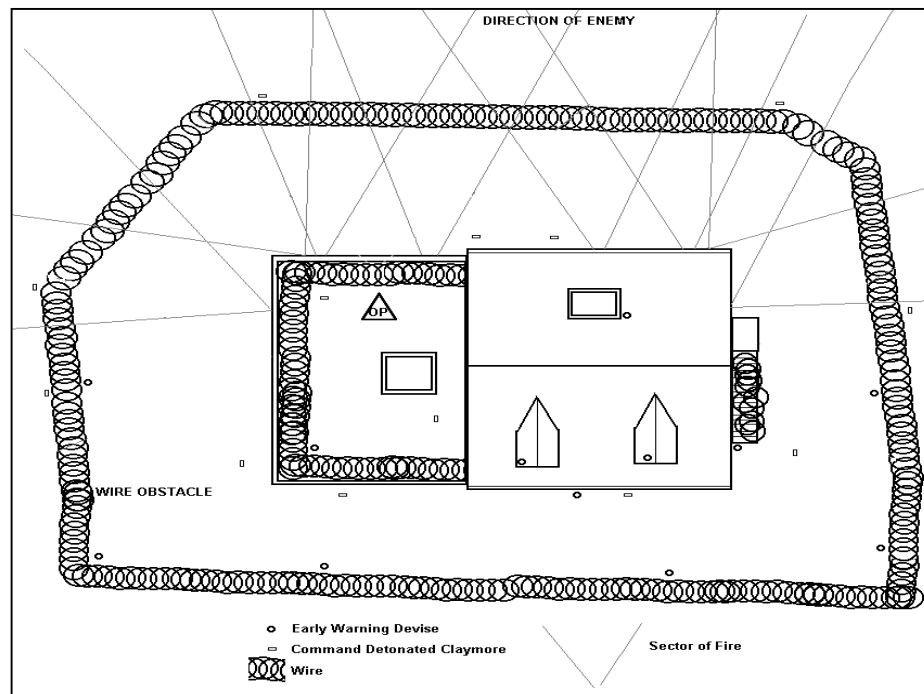 DIRECTION OF ENEMY
OP
WIRE OBSTACLE
Early Warning Devise
Command Detonated Claymore
Wire
Sector of Fire